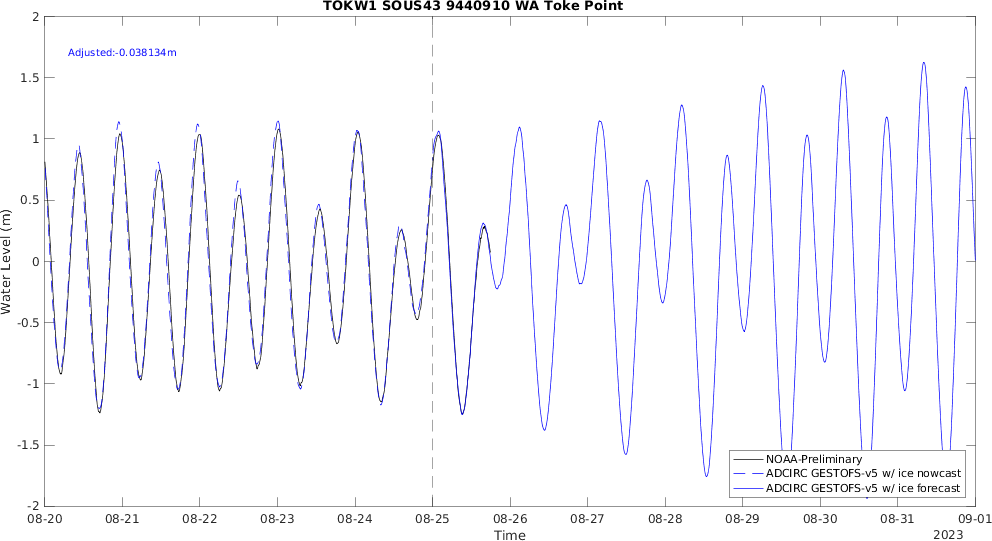 TOKW1 SOUS43 9440910 WA Toke Point
Adjusted:-0.038134m
2
1.5
1
0.5
0
-0.5
-1
-1.5
-2
Water Level (m)
NOAA-Preliminary
ADCIRC GESTOFS-v5 w/ ice nowcast
ADCIRC GESTOFS-v5 w/ ice forecast
08-20 08-21 08-22 08-23 08-24 08-25 08-26 08-27 08-28 08-29 08-30 08-31 09-01
Time
2023